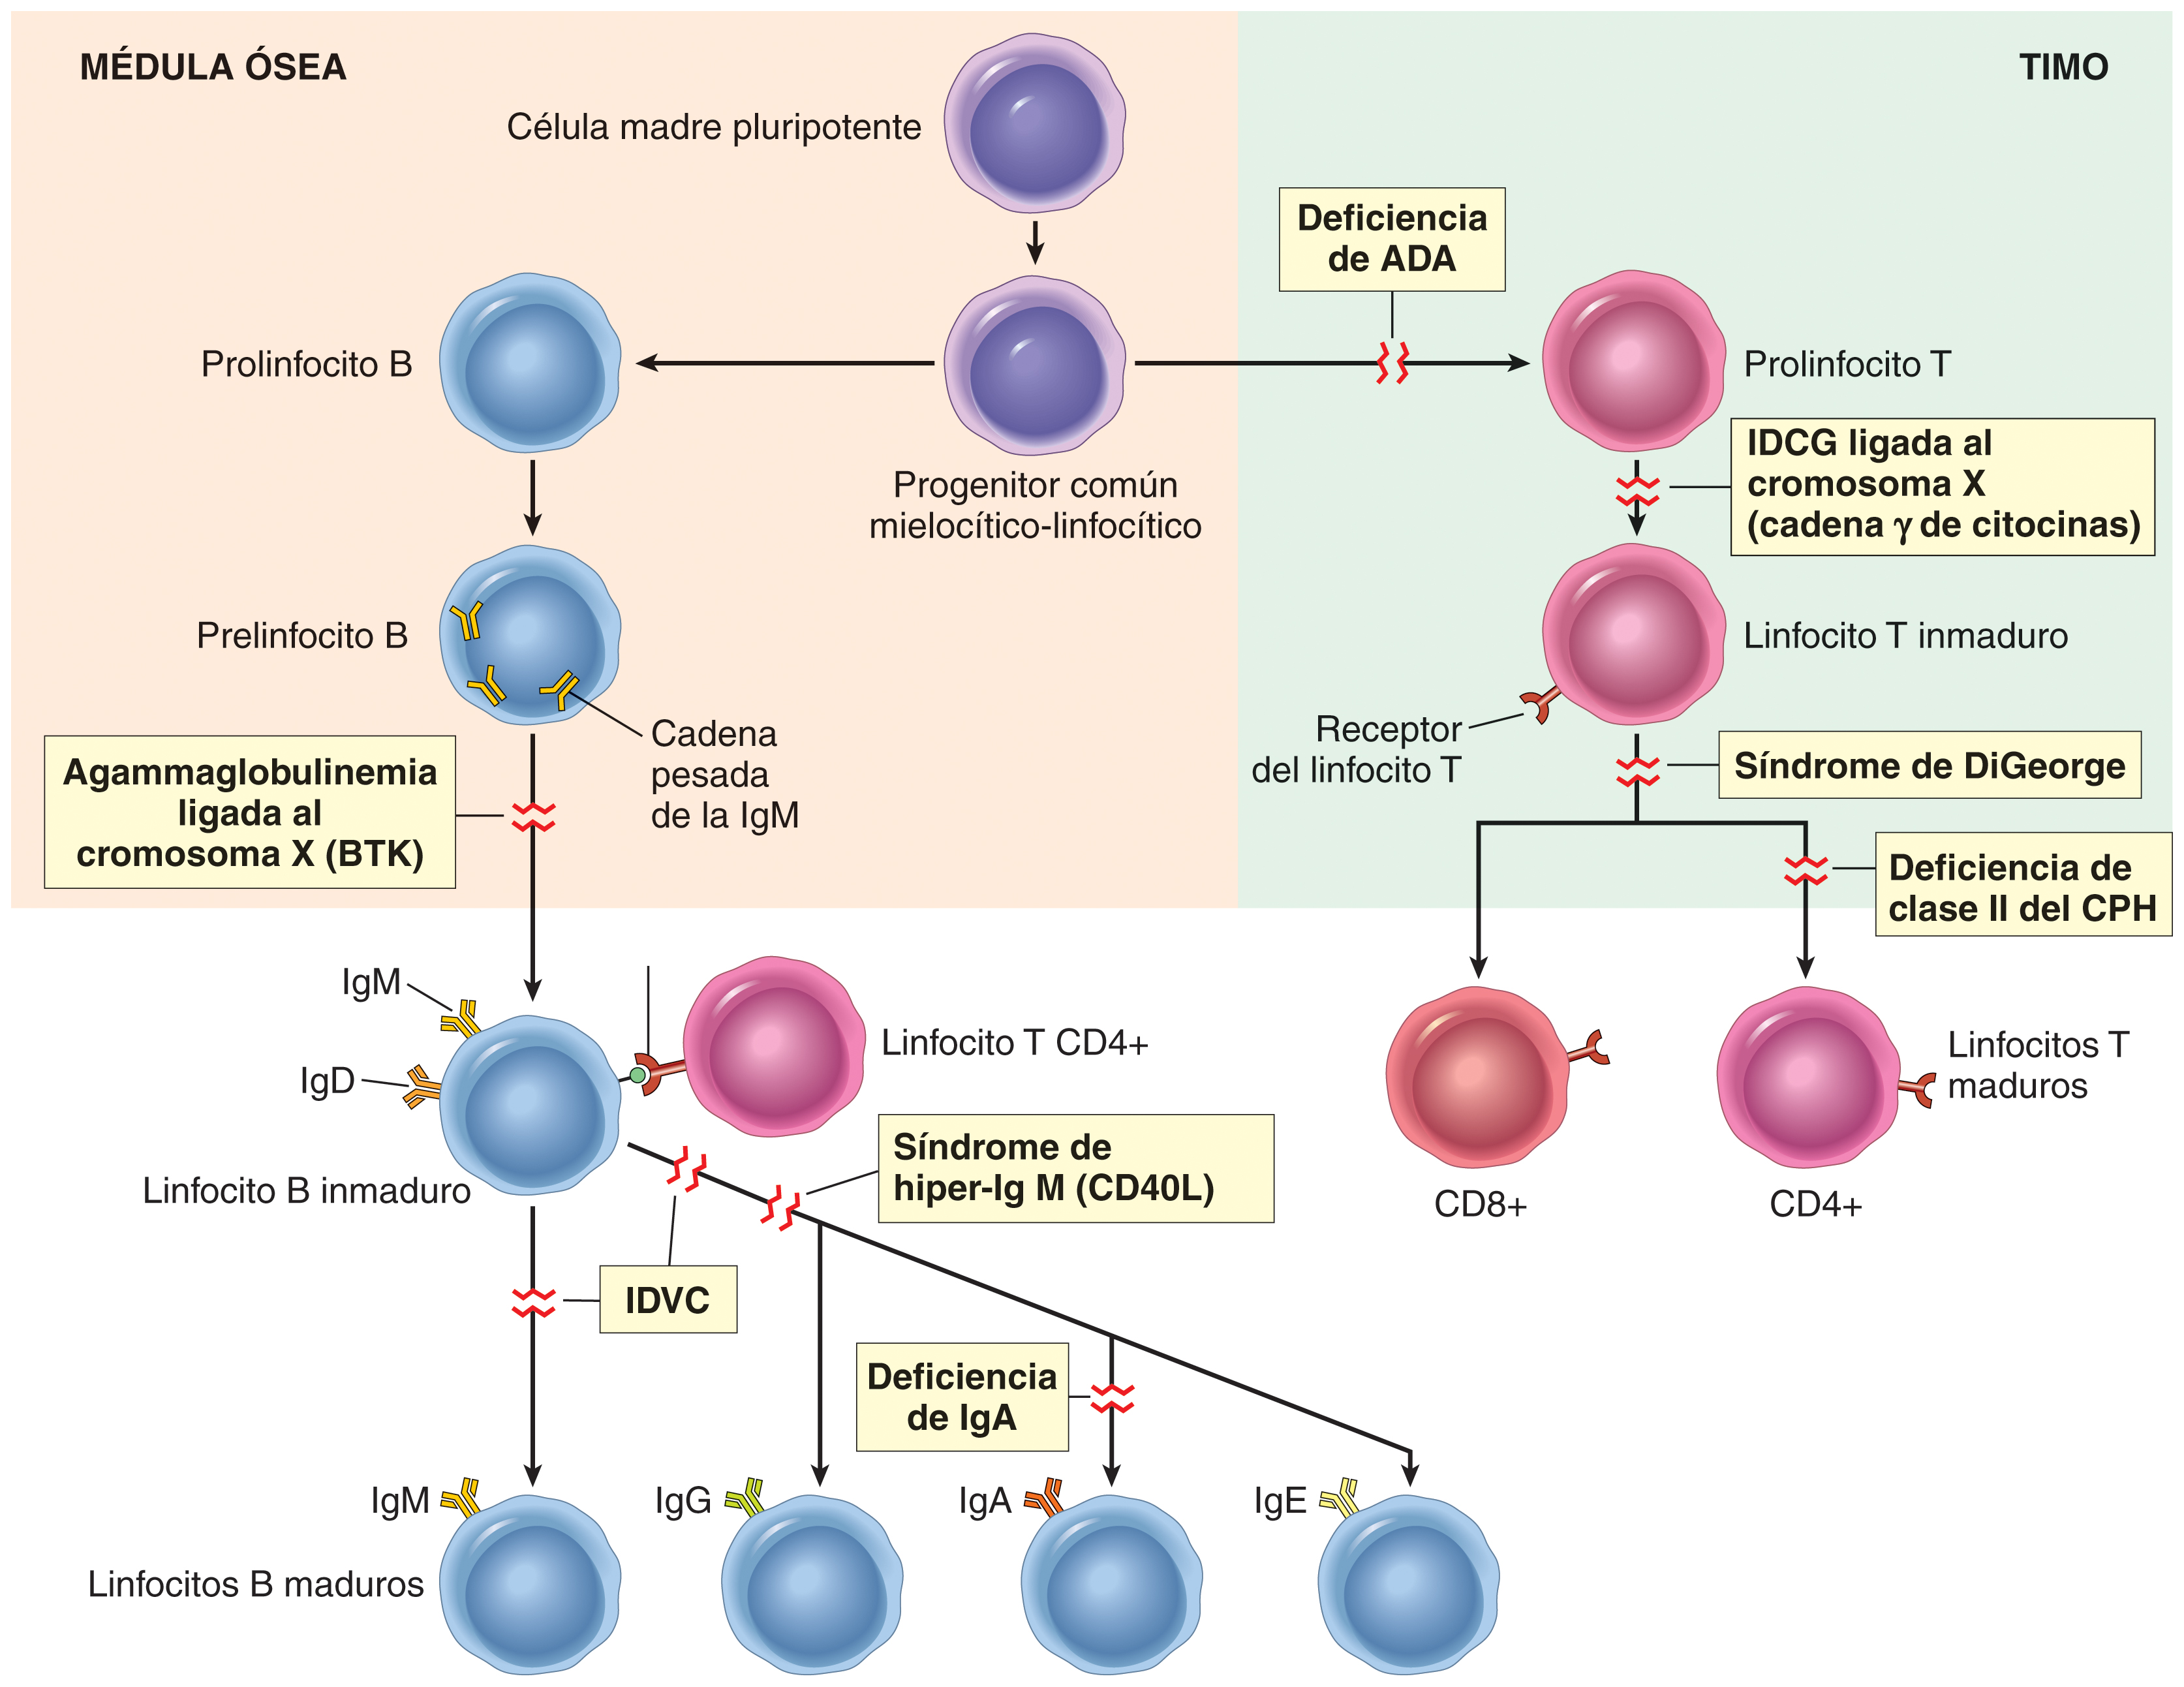 MÉDULA ÓSEA
TIMO
Célula madre pluripotente
Deficiencia
de ADA
Prolinfocito B
Prolinfocito T
Progenitor común
mielocítico-linfocítico
IDCG ligada al
cromosoma X
(cadena γ de citocinas)
Prelinfocito B
Linfocito T inmaduro
Cadena
pesada
de la IgM
Receptor
del linfocito T
Agammaglobulinemia
ligada al
cromosoma X (BTK)
Síndrome de DiGeorge
Deficiencia de
clase II del CPH
IgM
IgD
Linfocito T CD4+
Linfocitos T
maduros
Linfocito B inmaduro
Síndrome de
hiper-Ig M (CD40L)
CD8+
CD4+
IDVC
Deficiencia
de IgA
IgM
IgG
IgA
IgE
Linfocitos B maduros